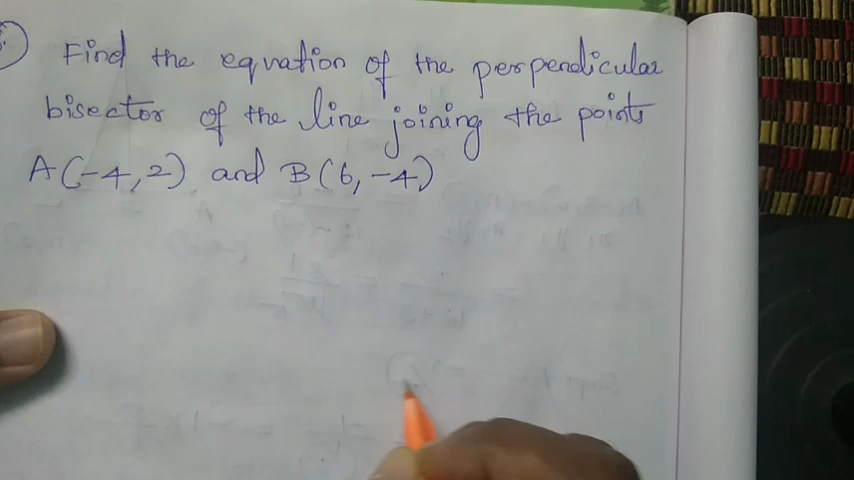 Find the equation of the perpendicular
bisector of the line joining the points
A(-4, 2) and B(6, -4)